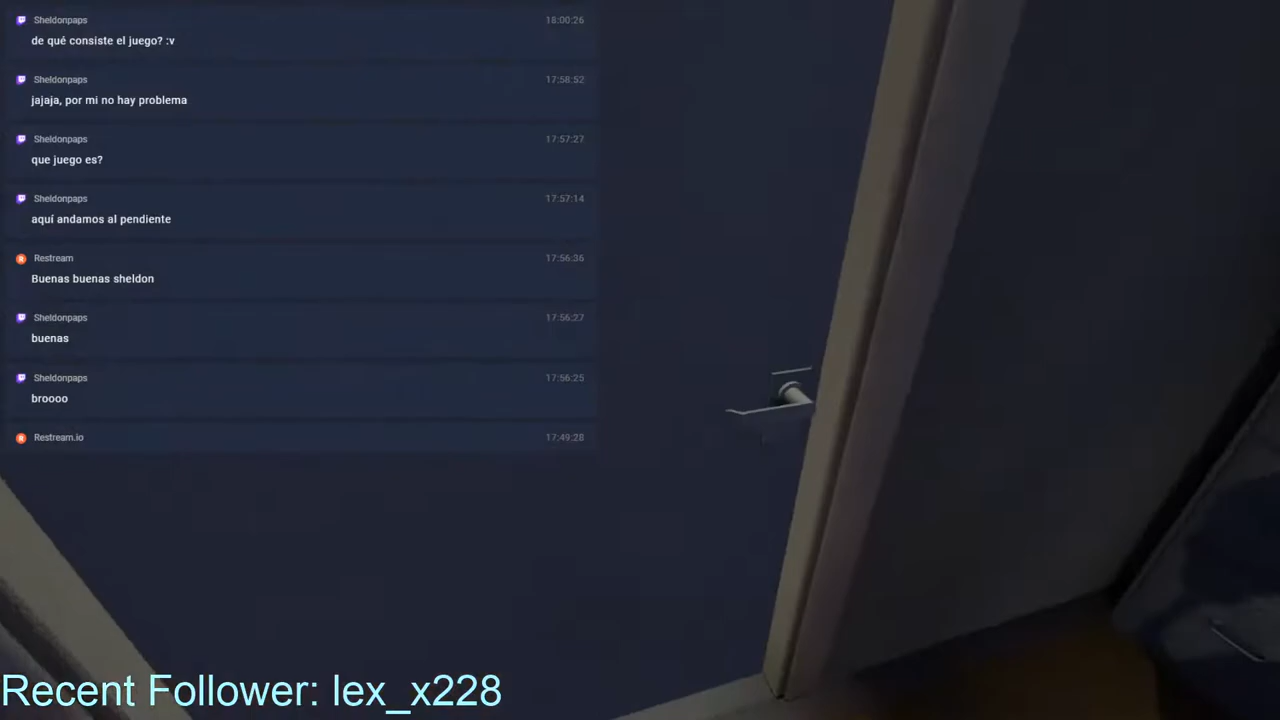 Sheldonpaps 18:00:26
de qué consiste el juego? :v
Sheldonpaps 17:58:52
jajaja, por mi no hay problema
Sheldonpaps 17:57:27
que juego es?
Sheldonpaps 17:57:14
aquí andamos al pendiente
Restream 17:56:36
Buenas buenas sheldon
Sheldonpaps 17:56:27
buenas
Sheldonpaps 17:56:25
broooo
Restream.io 17:49:28
Recent Follower: lex_x228